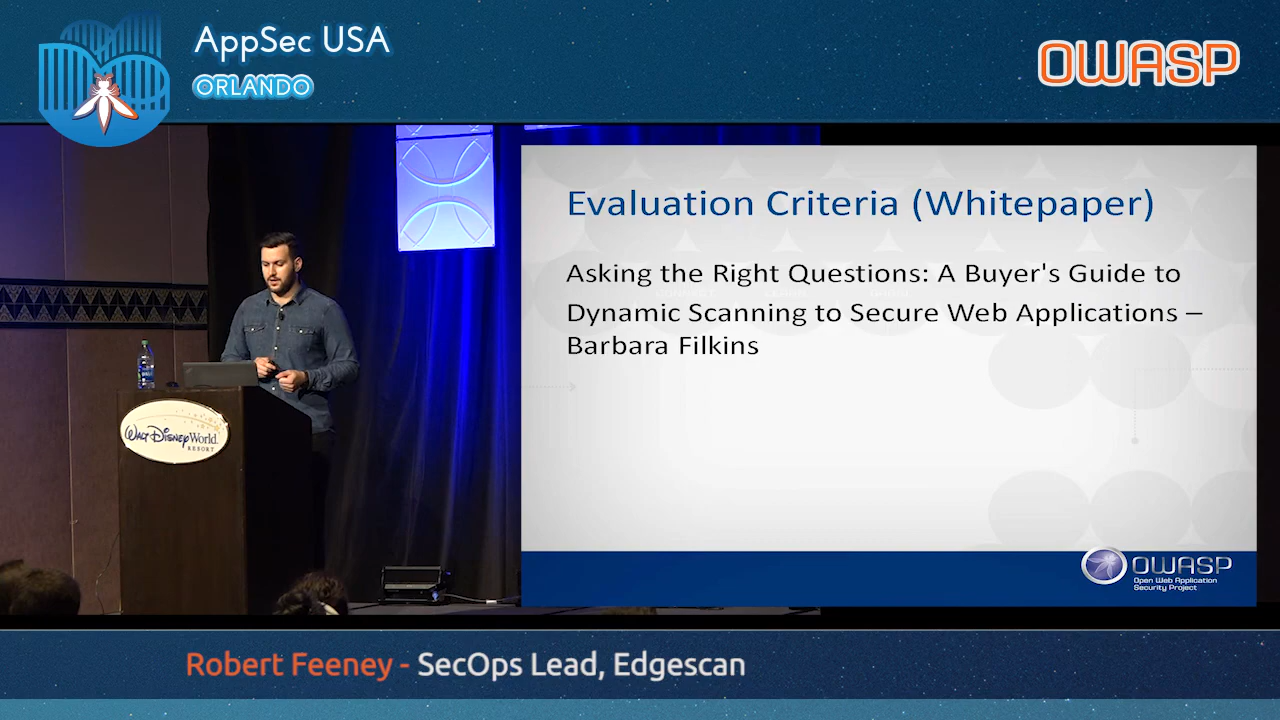 AppSec USA
ORLANDO
OWASP
Evaluation Criteria (Whitepaper)
Asking the Right Questions: A Buyer's Guide to
Dynamic Scanning to Secure Web Applications –
Barbara Filkins
WALT DISNEY World.
RESORT
OWASP
Open Web Application
Security Project
Robert Feeney - SecOps Lead, Edgescan